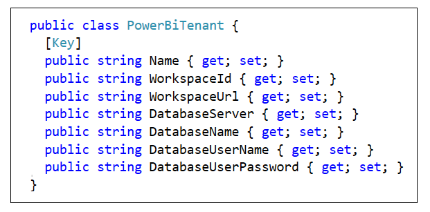 public class PowerBiTenant {
[Key]
public string Name { get; set; }
public string WorkspaceId { get; set; }
public string WorkspaceUrl { get; set; }
public string DatabaseServer { get; set; }
public string DatabaseName { get; set; }
public string DatabaseUserName { get; set; }
public string DatabaseUserPassword { get; set; }
}